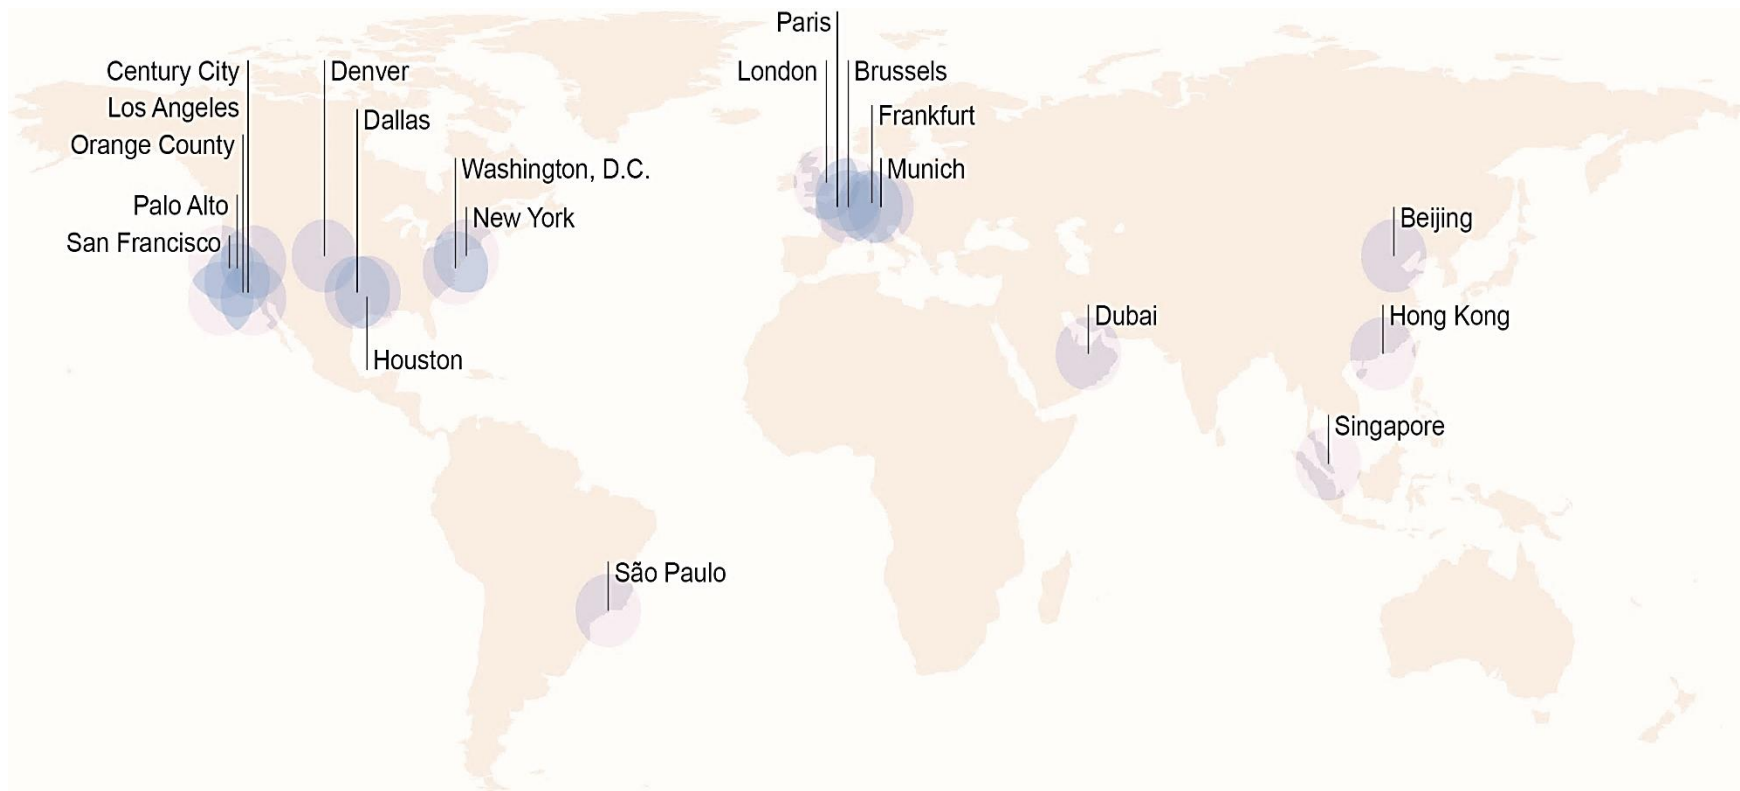 Paris
Century City
Denver
London
Brussels
Los Angeles
Dallas
Frankfurt
Orange County
Washington, D.C.
Munich
Palo Alto
New York
Beijing
San Francisco
Dubai
Hong Kong
Houston
Singapore
São Paulo